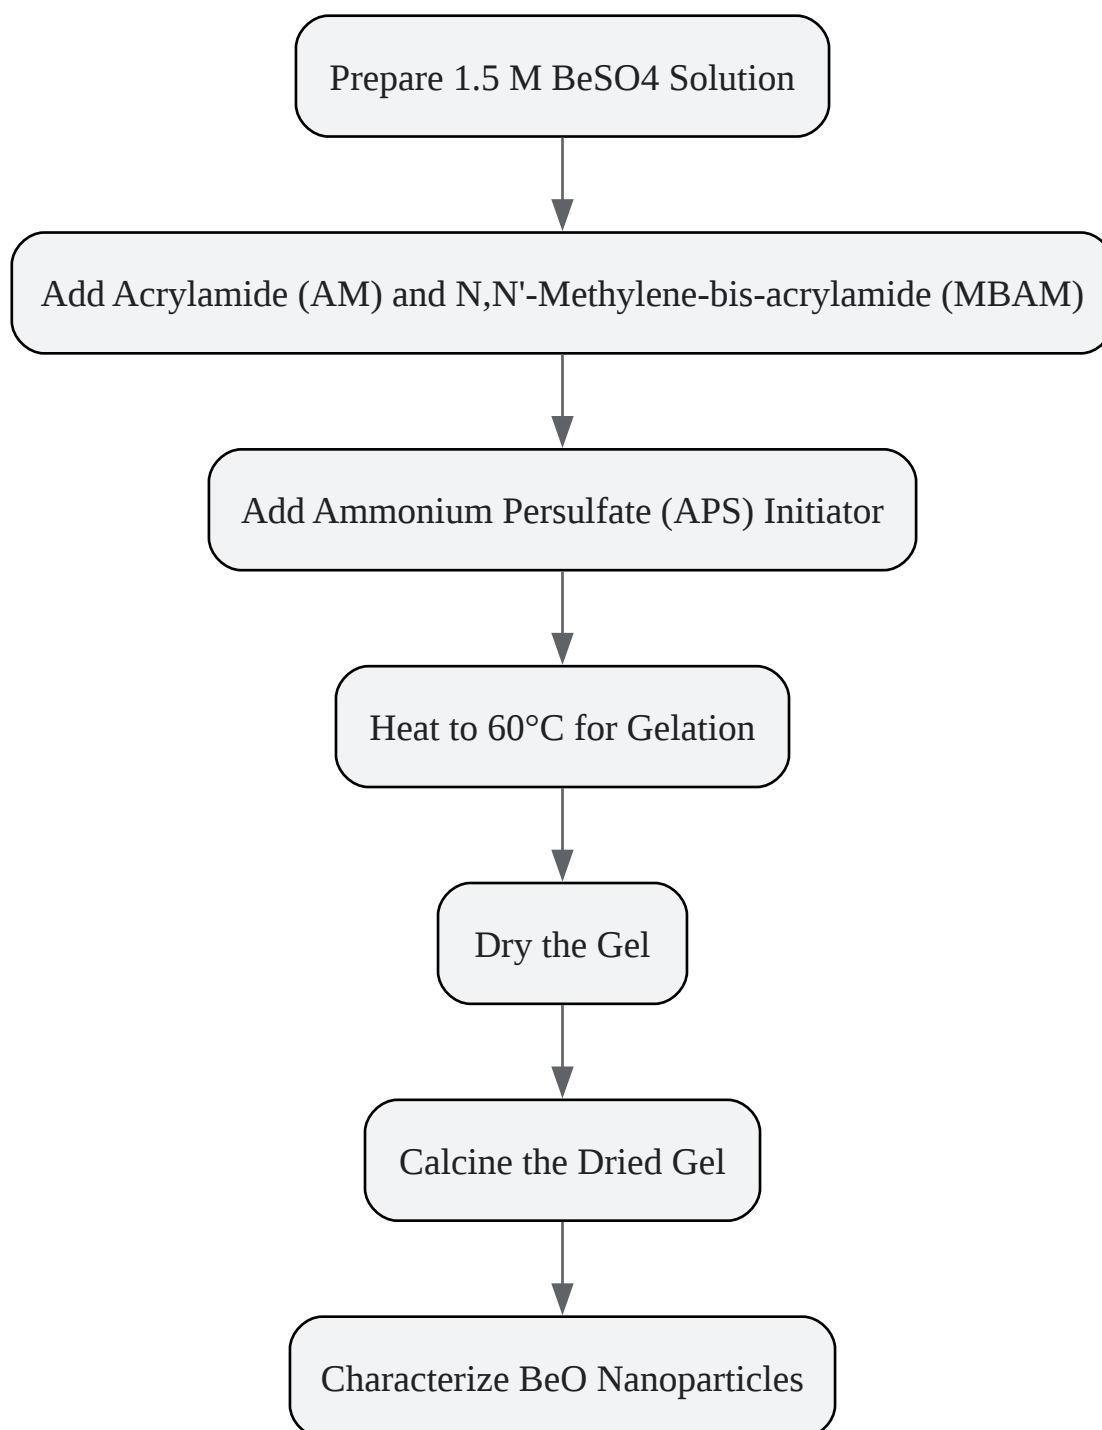 Prepare 1.5 M BeSO4 Solution
Add Acrylamide (AM) and N,N'-Methylene-bis-acrylamide (MBAM)
Add Ammonium Persulfate (APS) Initiator
Heat to 60°C for Gelation
Dry the Gel
Calcine the Dried Gel
Characterize BeO Nanoparticles